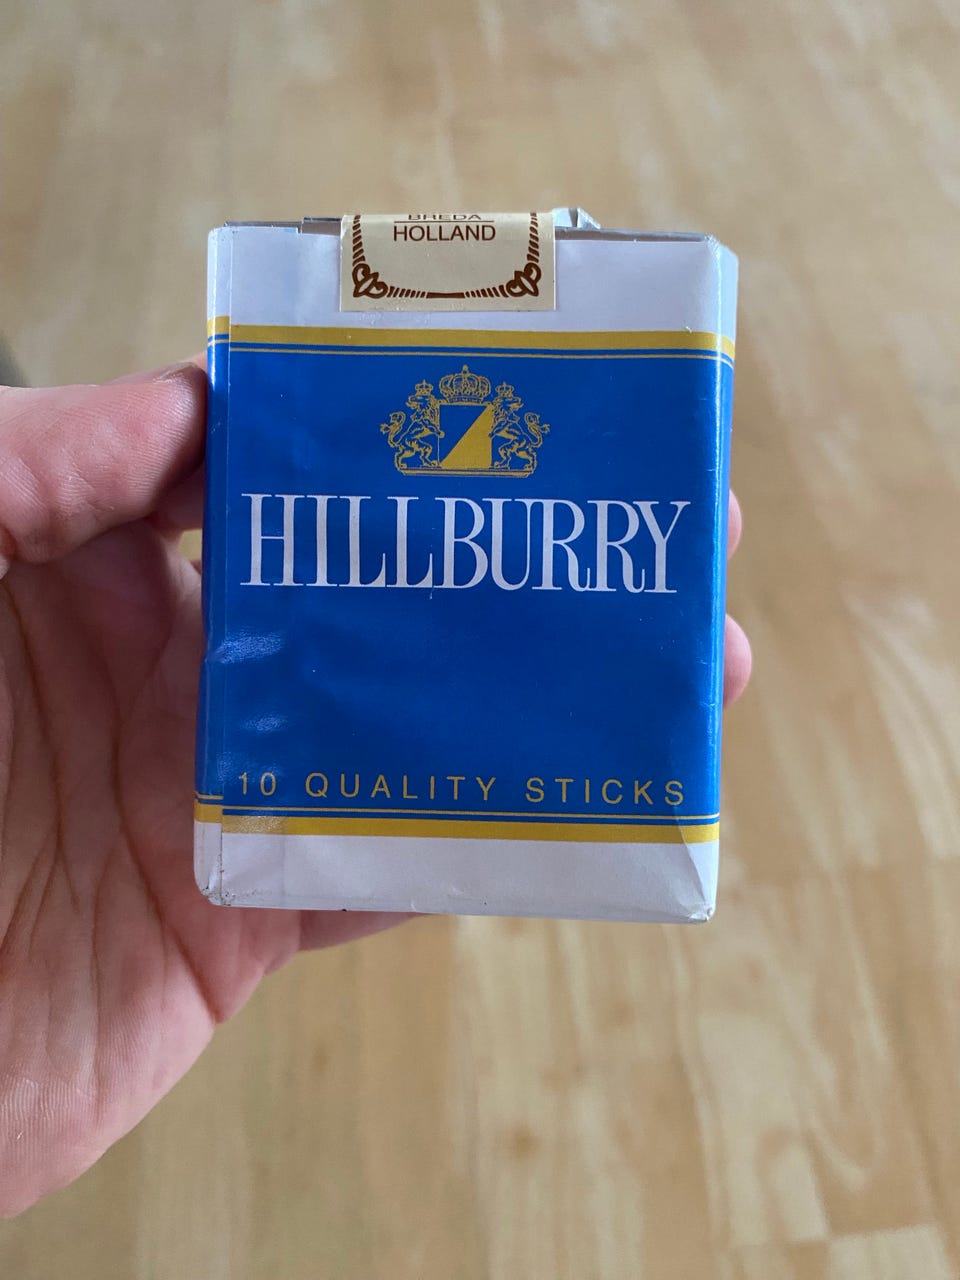 BREDA
HOLLAND
HILLBURRY
10 QUALITY STICKS